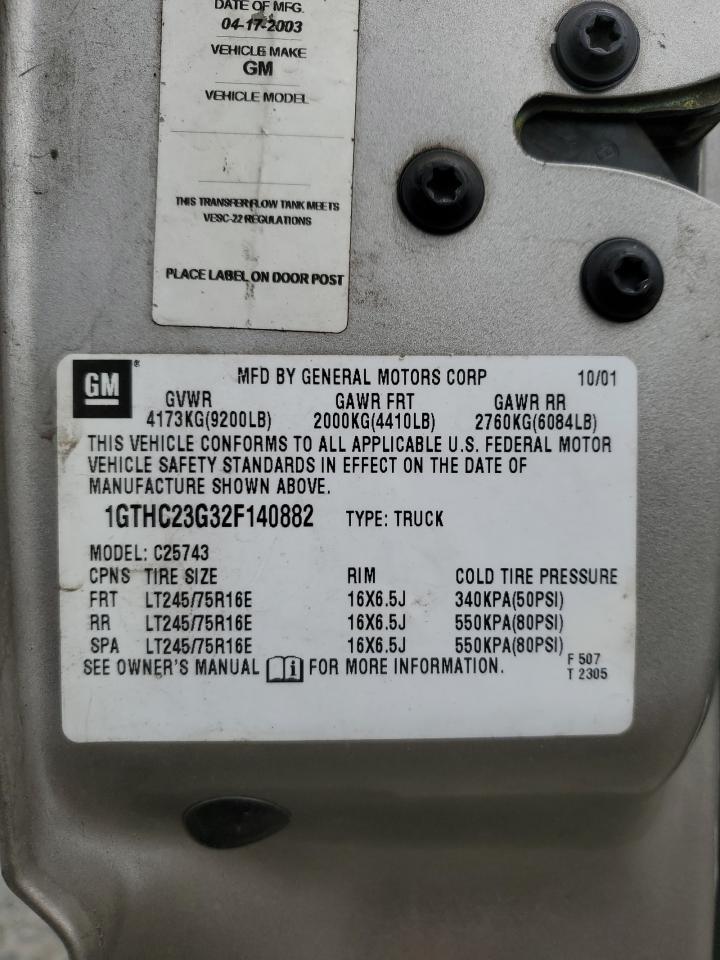 DATE OF MFG.
04-17-2003
VEHICLE MAKE
GM
VEHICLE MODEL
THIS TRANSFER FLOW TANK MEETS
VESC-22 REGULATIONS
PLACE LABEL ON DOOR POST
GM® MFD BY GENERAL MOTORS CORP 10/01
GVWR GAWR FRT GAWR RR
4173KG(9200LB) 2000KG(4410LB) 2760KG(6084LB)
THIS VEHICLE CONFORMS TO ALL APPLICABLE U.S. FEDERAL MOTOR
VEHICLE SAFETY STANDARDS IN EFFECT ON THE DATE OF
MANUFACTURE SHOWN ABOVE.
1GTHC23G32F140882 TYPE: TRUCK
MODEL: C25743
CPNS TIRE SIZE RIM COLD TIRE PRESSURE
FRT LT245/75R16E 16X6.5J 340KPA(50PSI)
RR LT245/75R16E 16X6.5J 550KPA(80PSI)
SPA LT245/75R16E 16X6.5J 550KPA(80PSI)
SEE OWNER'S MANUAL FOR MORE INFORMATION. F 507
T 2305